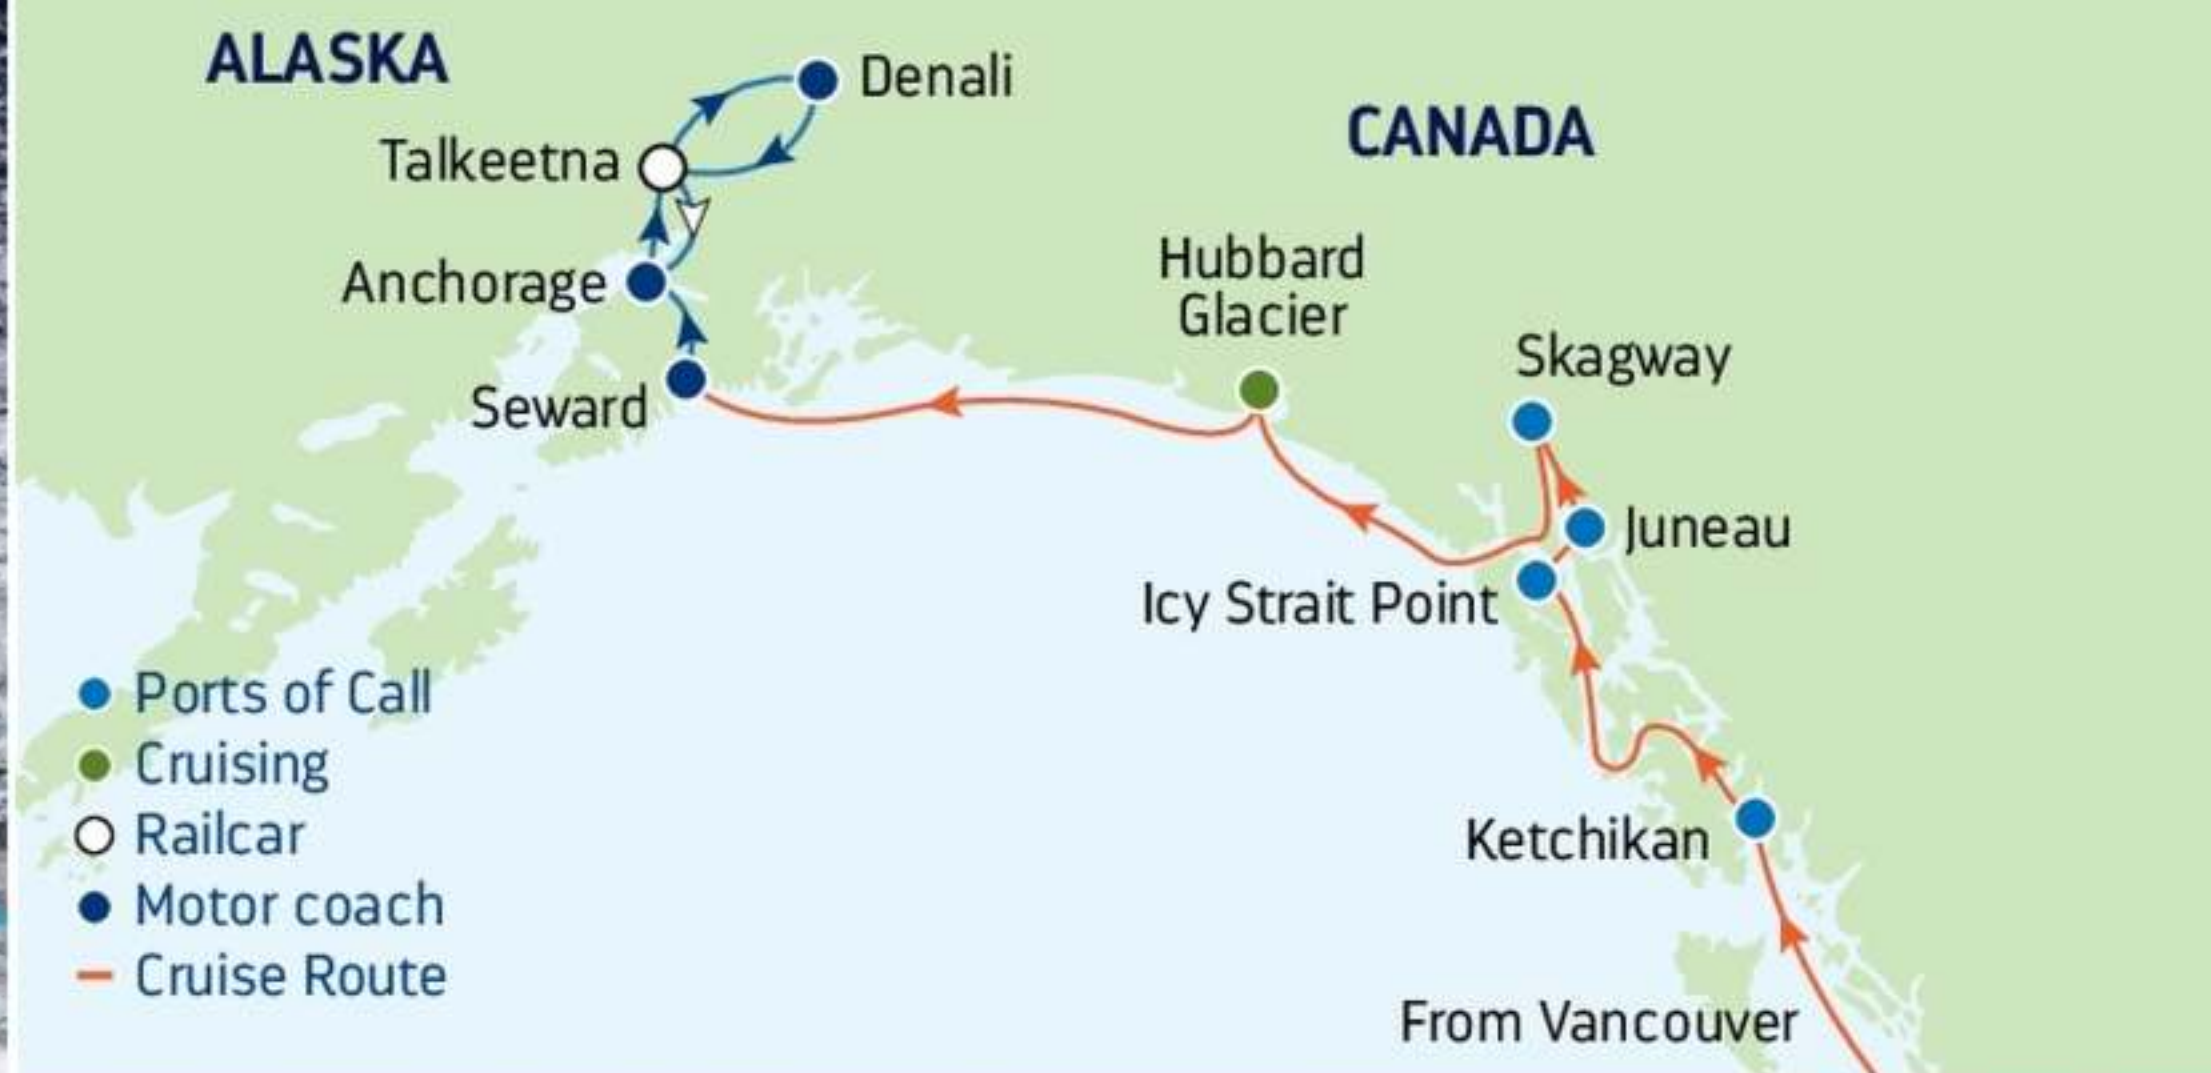 ALASKA
Denali
CANADA
Talkeetna
Hubbard
Glacier
Anchorage
Skagway
Seward
Juneau
Icy Strait Point
Ports of Call
Cruising
Railcar
Ketchikan
Motor coach
Cruise Route
From Vancouver